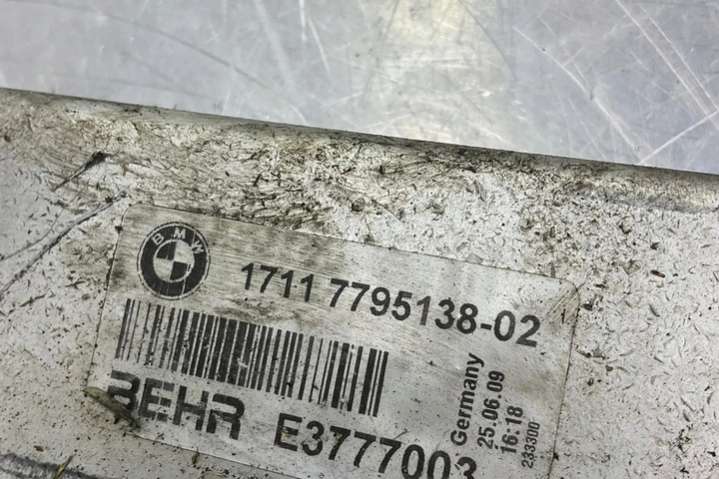 BMW
1711 7795138-02
BEHR
E3777003
Germany
25.06.09
16:18
233300